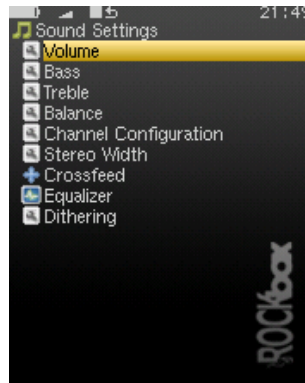 21:49
Sound Settings
Volume
Bass
Treble
Balance
Channel Configuration
Stereo Width
Crossfeed
Equalizer
Dithering
ROCKbox